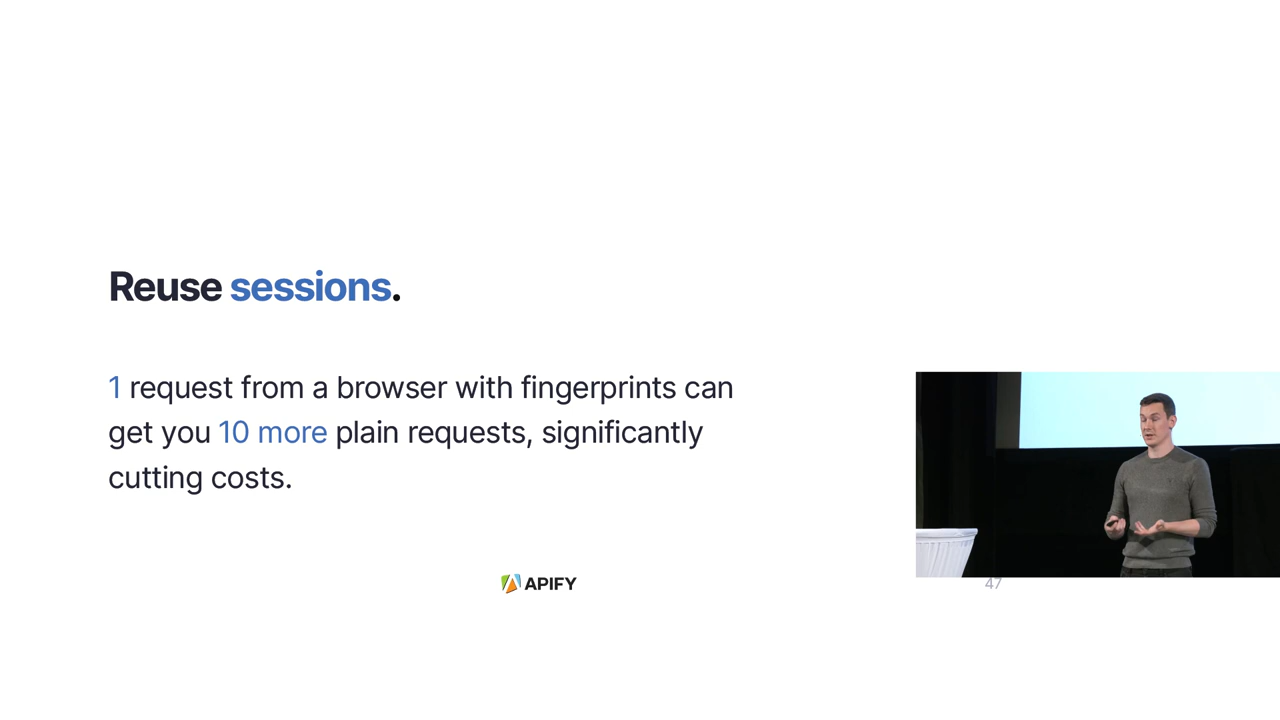 Reuse sessions.
1 request from a browser with fingerprints can
get you 10 more plain requests, significantly
cutting costs.
APIFY
47